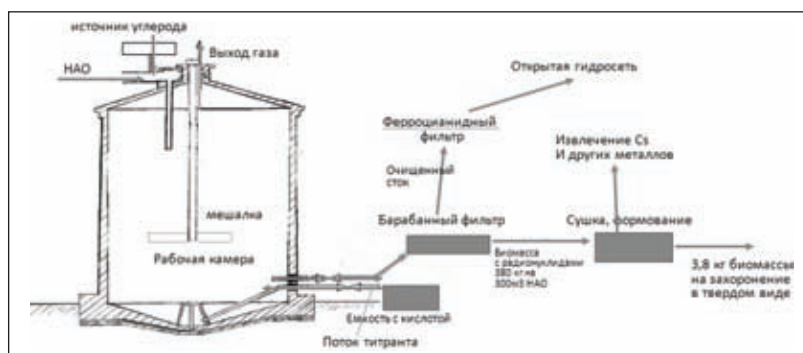 источник углерода
Выход газа
НАО
Открытая гидросеть
Ферроцианидный
фильтр
Извлечение Cs
И других металлов
Очищенный
сток
мешалка
Барабанный фильтр
Сушка, формование
Рабочая камера
Биомасса
с радионуклидами
380 кг на
300м3 НАО
3,8 кг биомассы
на захоронение
в твердом виде
Емкость с кислотой
Поток титранта